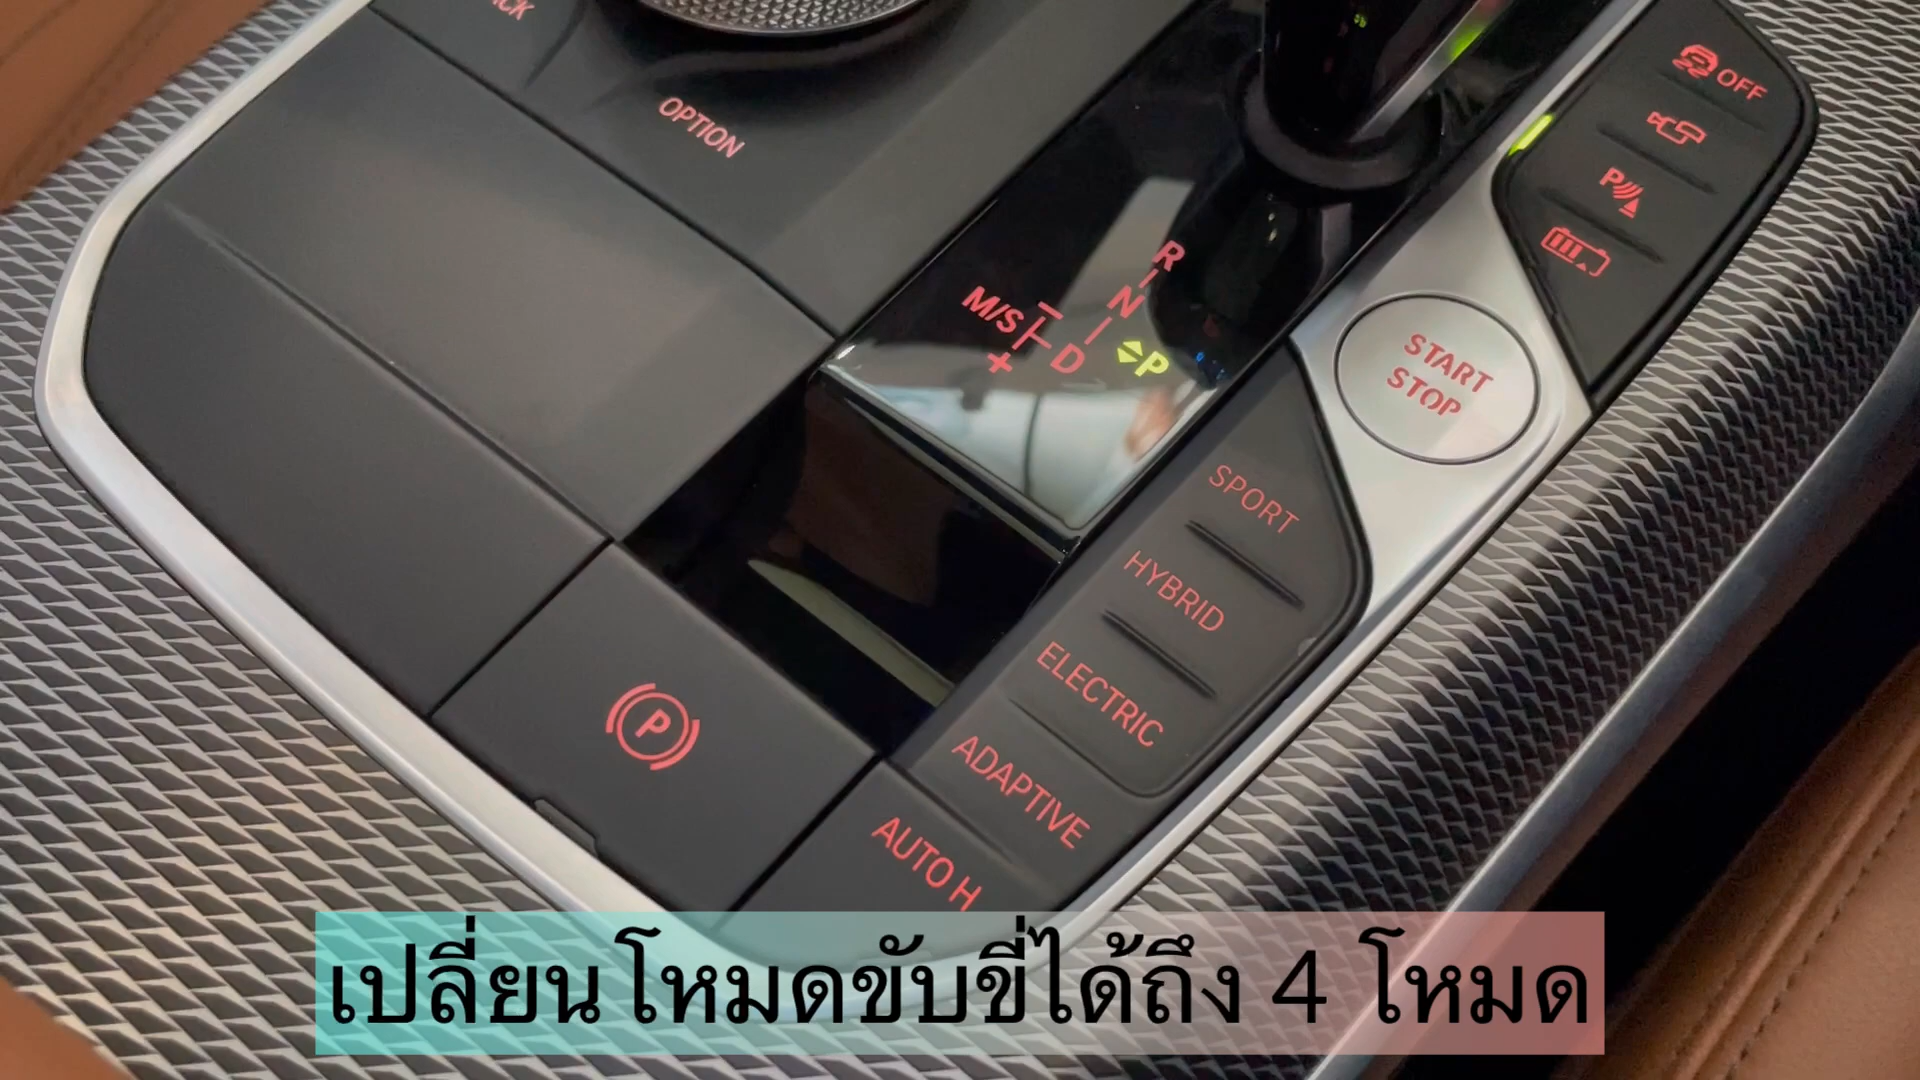 OPTION
OFF
P
R
N
M/S
D
P
+
START
STOP
SPORT
HYBRID
ELECTRIC
ADAPTIVE
P
AUTO H
เปลี่ยนโหมดขับขี่ได้ถึง 4 โหมด